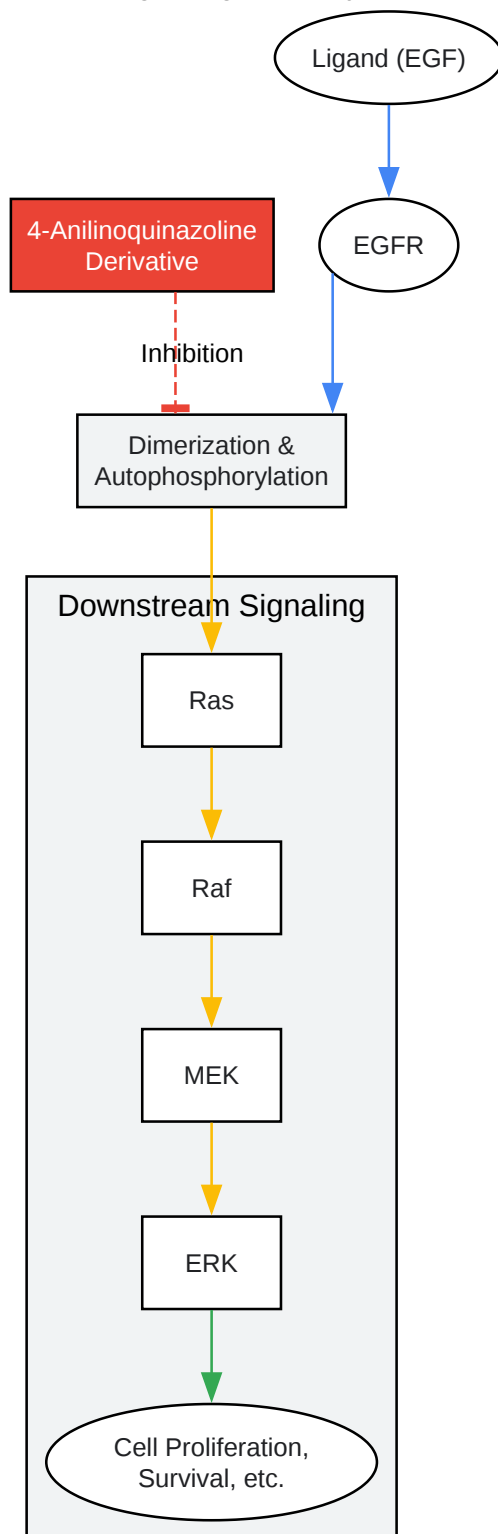 Ligand (EGF)
4-Anilinoquinazoline
Derivative
EGFR
Inhibition
Dimerization &
Autophosphorylation
Downstream Signaling
Ras
Raf
MEK
ERK
Cell Proliferation,
Survival, etc.